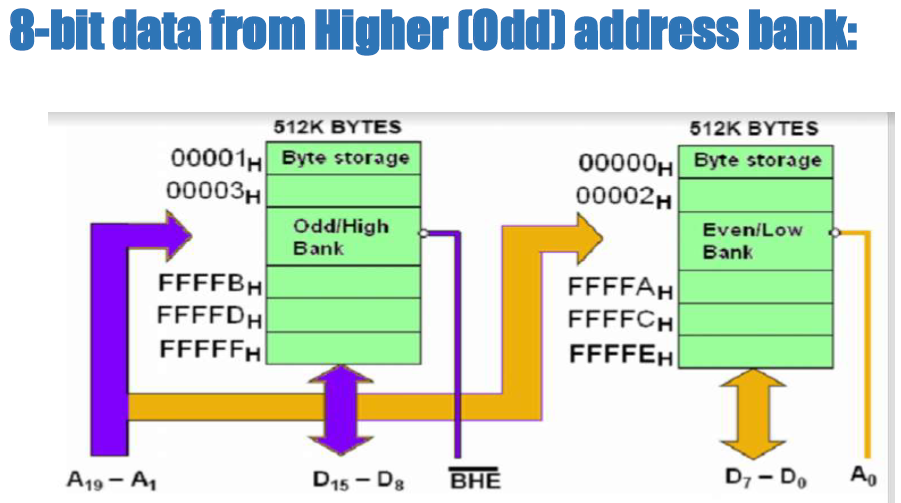 8-bit data from Higher (Odd) address bank:
512K BYTES
00001H
Byte storage
00003H
Odd/High
Bank
FFFFBH
FFFFDH
FFFFFH
512K BYTES
00000H
Byte storage
00002H
Even/Low
Bank
FFFFAH
FFFFCH
FFFFEH
A19 – A1
D15 – D8
BHE
D7 – D0
A0